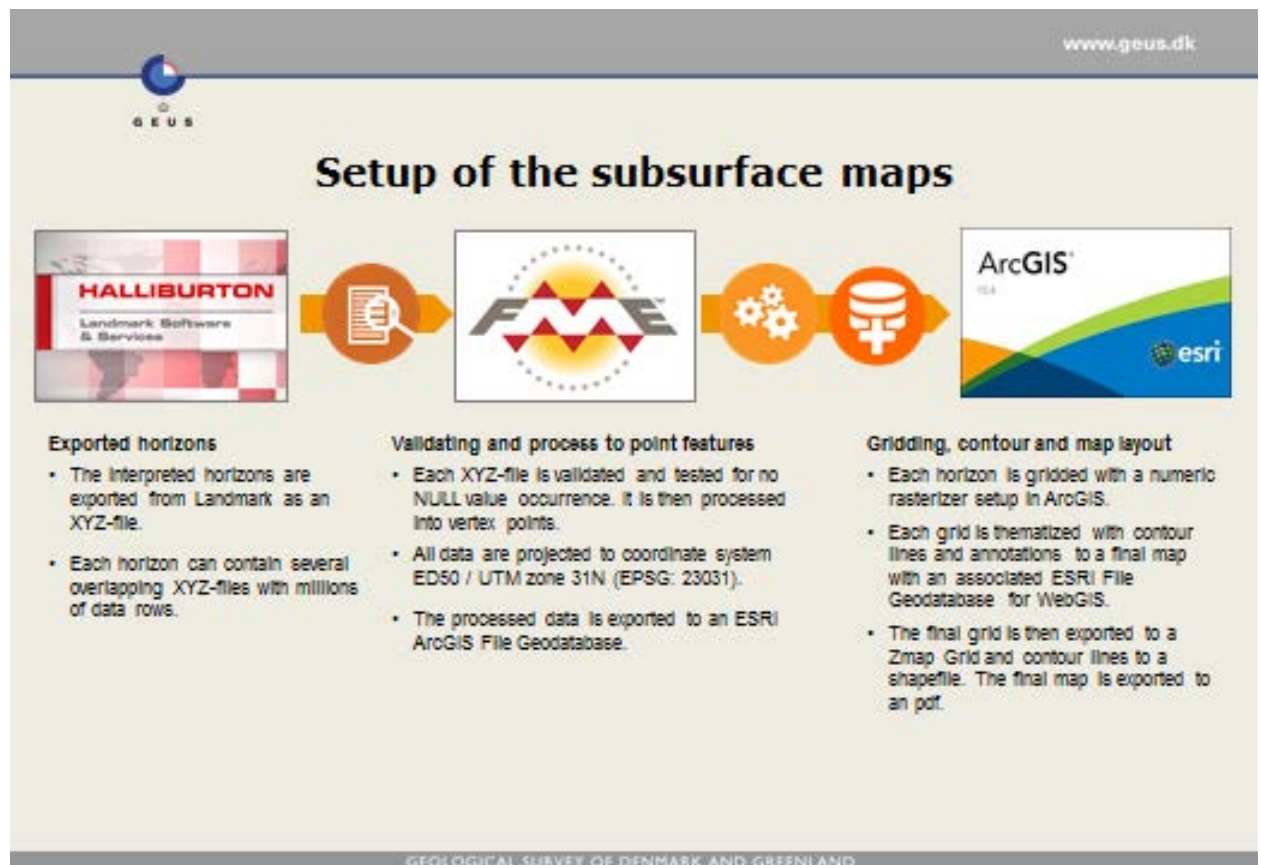 www.geus.dk
G E U S
Setup of the subsurface maps
HALLIBURTON
Landmark Software
& Services
FME
ArcGIS
esri
Exported horizons
• The interpreted horizons are
exported from Landmark as an
XYZ-file.
• Each horizon can contain several
overlapping XYZ-files with millions
of data rows.
Validating and process to point features
• Each XYZ-file is validated and tested for no
NULL value occurrence. It is then processed
into vertex points.
• All data are projected to coordinate system
ED50 / UTM zone 31N (EPSG: 23031).
• The processed data is exported to an ESRI
ArcGIS File Geodatabase.
Gridding, contour and map layout
• Each horizon is gridded with a numeric
rasterizer setup in ArcGIS.
• Each grid is thematized with contour
lines and annotations to a final map
with an associated ESRI File
Geodatabase for WebGIS.
• The final grid is then exported to a
Zmap Grid and contour lines to a
shapefile. The final map is exported to
an pdf.
GEOLOGICAL SURVEY OF DENMARK AND GREENLAND